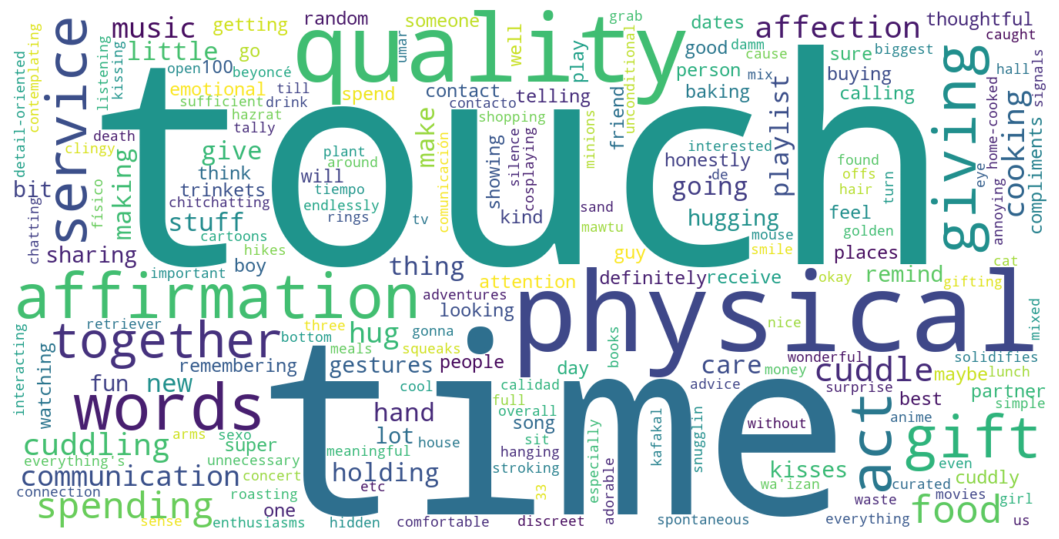 touch
time
quality
physical
words
affirmation
giving
gift
act
service
together
affection
spending
cooking
food
cuddle
communication
cuddling
music
little
give
stuff
making
sharing
bit
getting
random
someone
go
well
play
dates
good
person
baking
sure
buying
calling
thoughtful
caught
biggest
hall
signals
eye
home-cooked
annoying
compliments
damm
cause
mix
umar
unconditional
friend
minions
playlist
open
100
beyoncé
till
listening
kissing
contemplating
detail-oriented
emotional
spend
contact
contacto
telling
shopping
sufficient
drink
hazrat
tally
death
clingy
físico
chatting
make
comunicación
showing
silence
cosplaying
kind
plant
around
will
tiempo
endlessly
rings
tv
think
trinkets
chitchatting
cartoons
hikes
important
boy
thing
interested
honestly
de
going
hugging
sand
mawtu
guy
mouse
smile
found
offs
hair
turn
golden
feel
places
attention
definitely
receive
okay
remind
cat
gifting
adventures
looking
nice
retriever
three
bottom
gonna
meals
squeaks
hug
remembering
gestures
people
day
books
care
advice
money
wonderful
surprise
lunch
solidifies
maybe
partner
simple
mixed
interacting
watching
fun
new
cool
full
calidad
overall
song
sit
hanging
stroking
hand
house
lot
holding
etc
meaningful
arms
sexo
super
unnecessary
concert
everything's
connection
roasting
one
sense
enthusiasms
hidden
comfortable
33
discreet
adorable
especially
kafakal
snugglin
spontaneous
without
kisses
wa'izan
best
anime
even
cuddly
curated
movies
girl
us
waste
everything